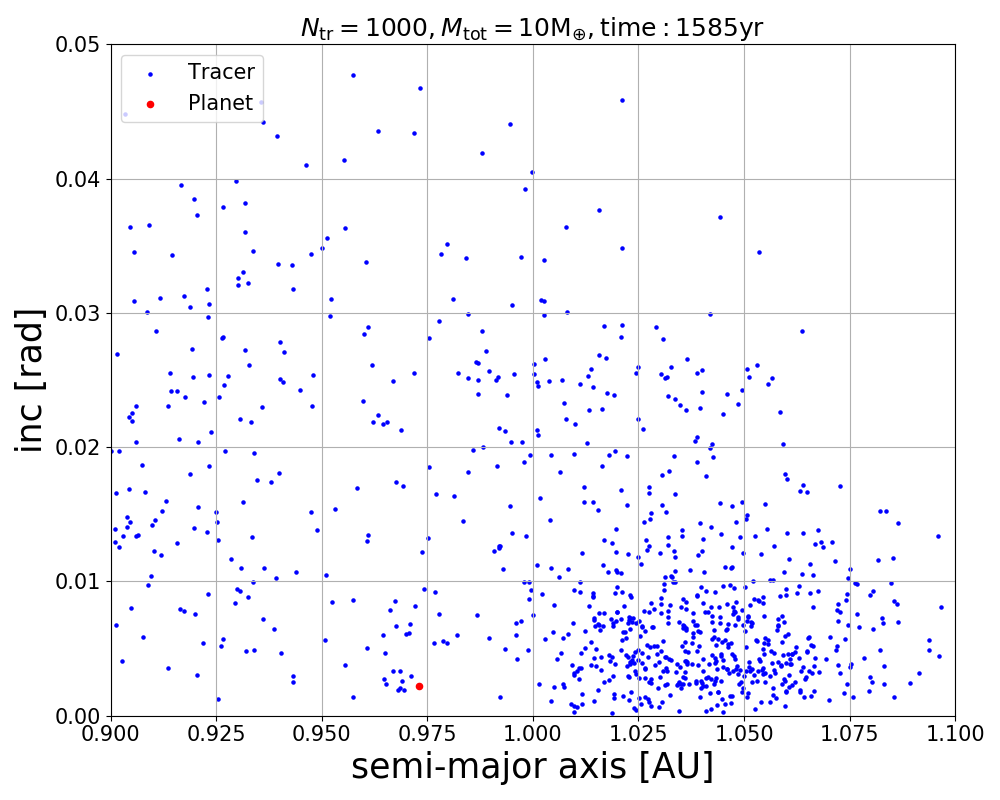 N_tr = 1000, M_tot = 10M_⊕, time : 1585yr
Tracer
Planet
inc [rad]
0.05
0.04
0.03
0.02
0.01
0.00
0.900 0.925 0.950 0.975 1.000 1.025 1.050 1.075 1.100
semi-major axis [AU]